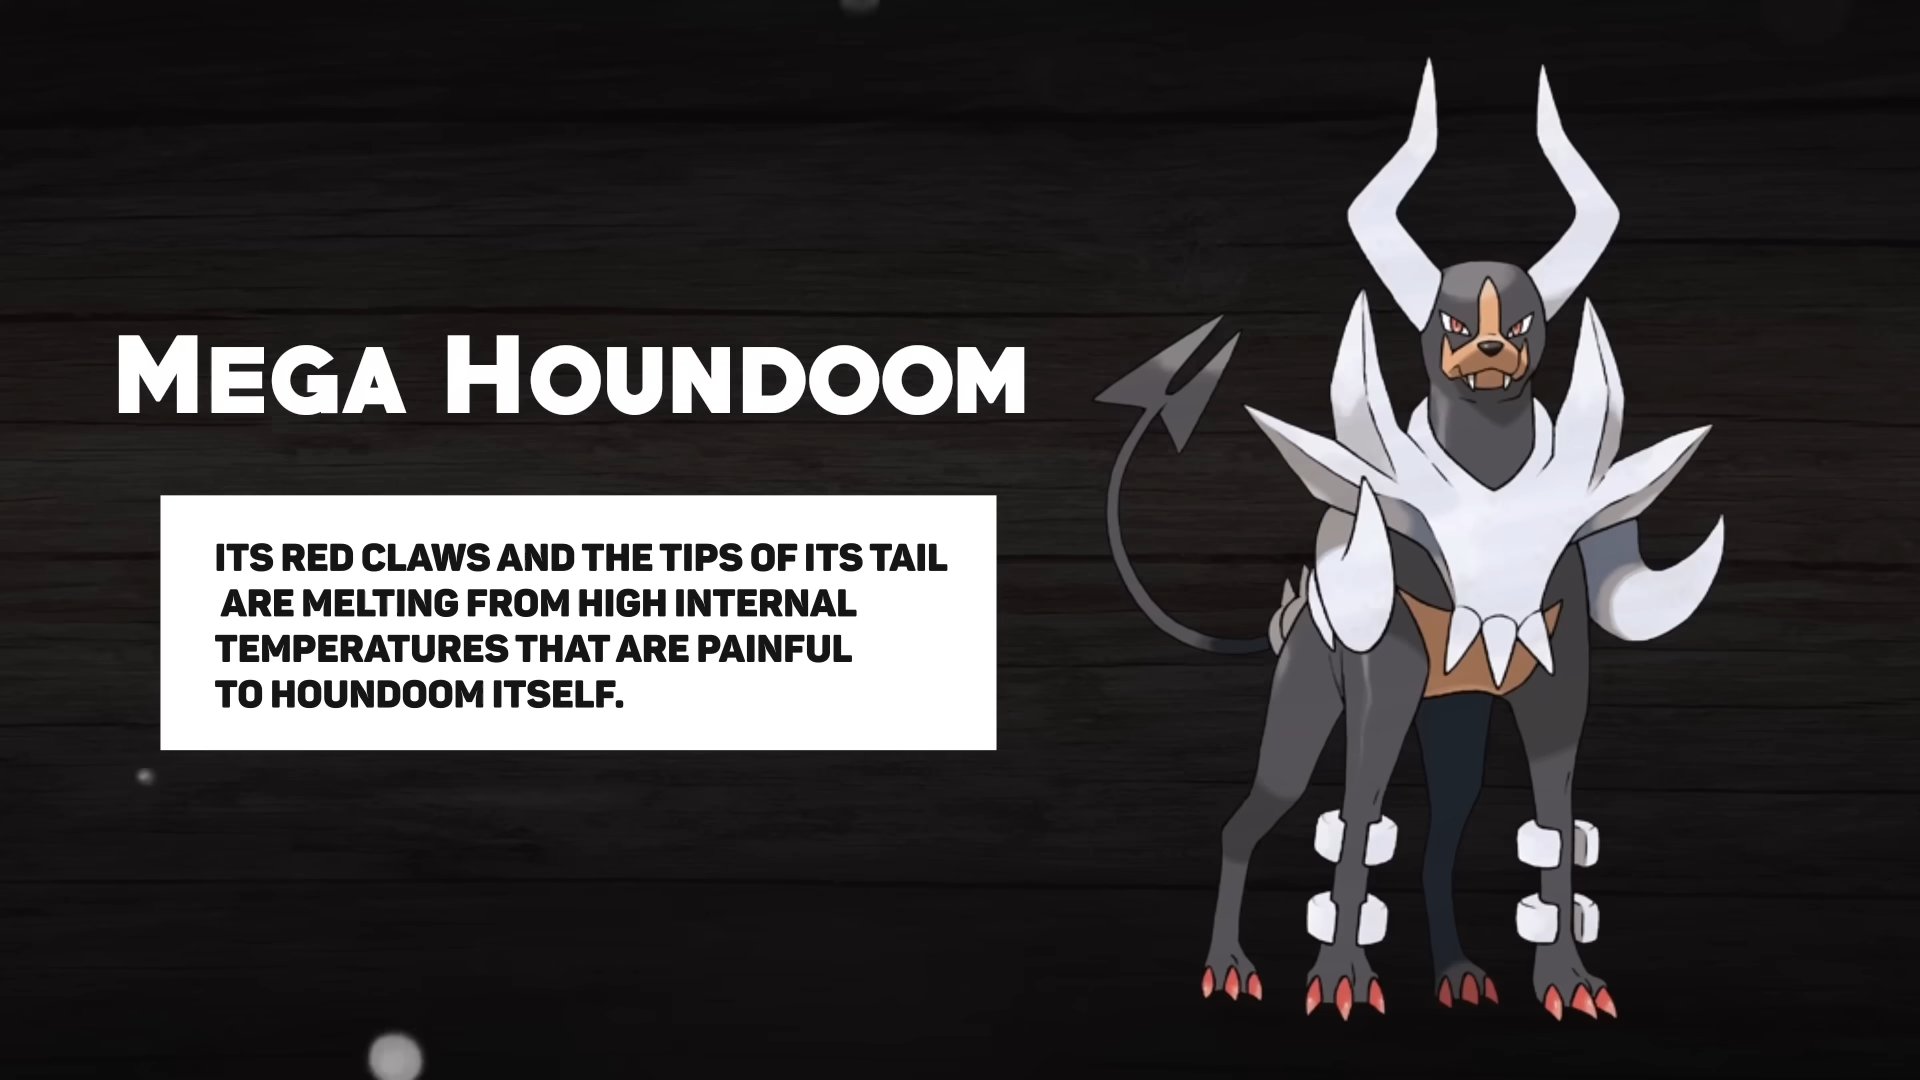 MEGA HOUNDOOM
ITS RED CLAWS AND THE TIPS OF ITS TAIL
ARE MELTING FROM HIGH INTERNAL
TEMPERATURES THAT ARE PAINFUL
TO HOUNDOOM ITSELF.